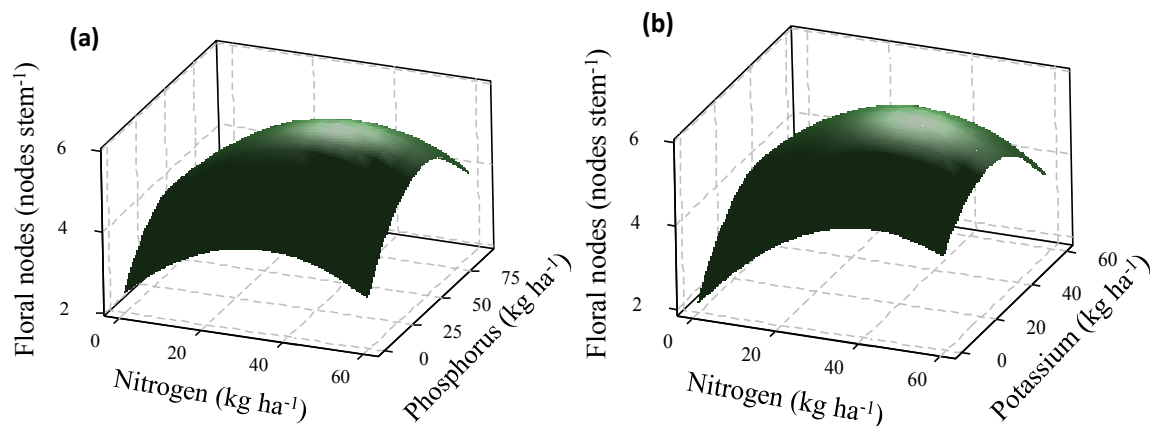 (a)
Floral nodes (nodes stem-1)
6
4
2
0
20
40
60
Nitrogen (kg ha-1)
0
25
50
75
Phosphorus (kg ha-1)
(b)
Floral nodes (nodes stem-1)
6
4
2
0
20
40
60
Nitrogen (kg ha-1)
0
20
40
60
Potassium (kg ha-1)